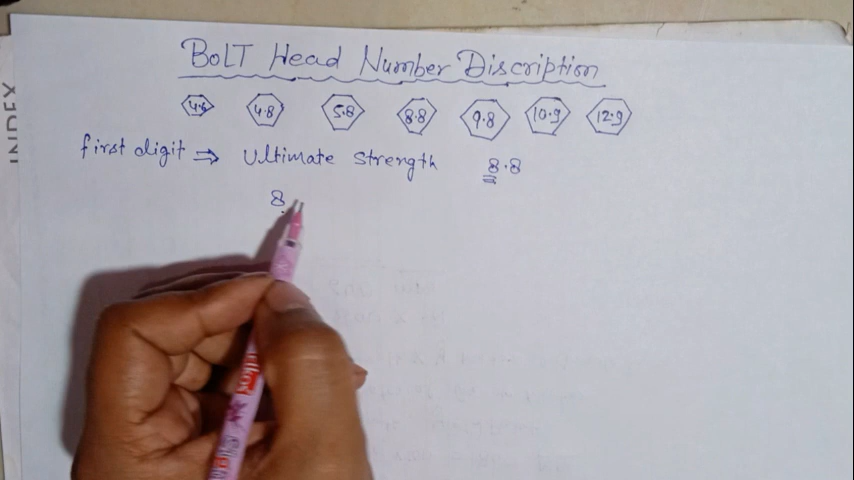 INDEX
BoLT Head Number Discription
4.6 4.8 5.8 8.8 9.8 10.9 12.9
first digit ⇒ Ultimate strength 8.8
8.